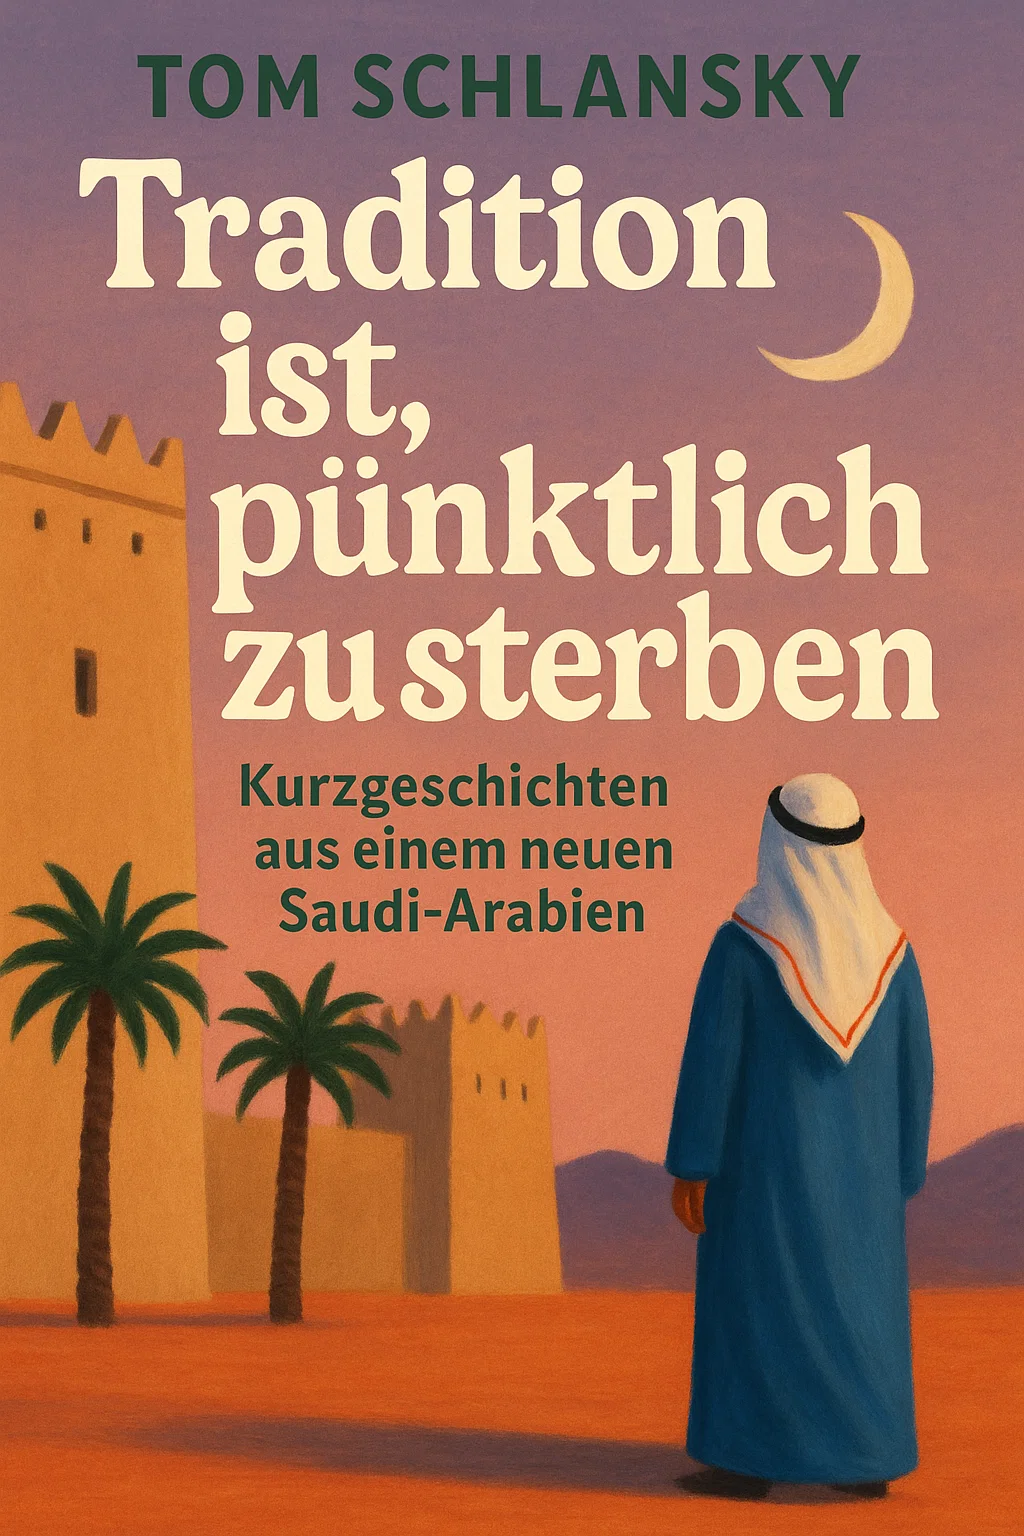 TOM SCHLANSKY
Tradition
ist,
pünktlich
zu sterben
Kurzgeschichten
aus einem neuen
Saudi-Arabien